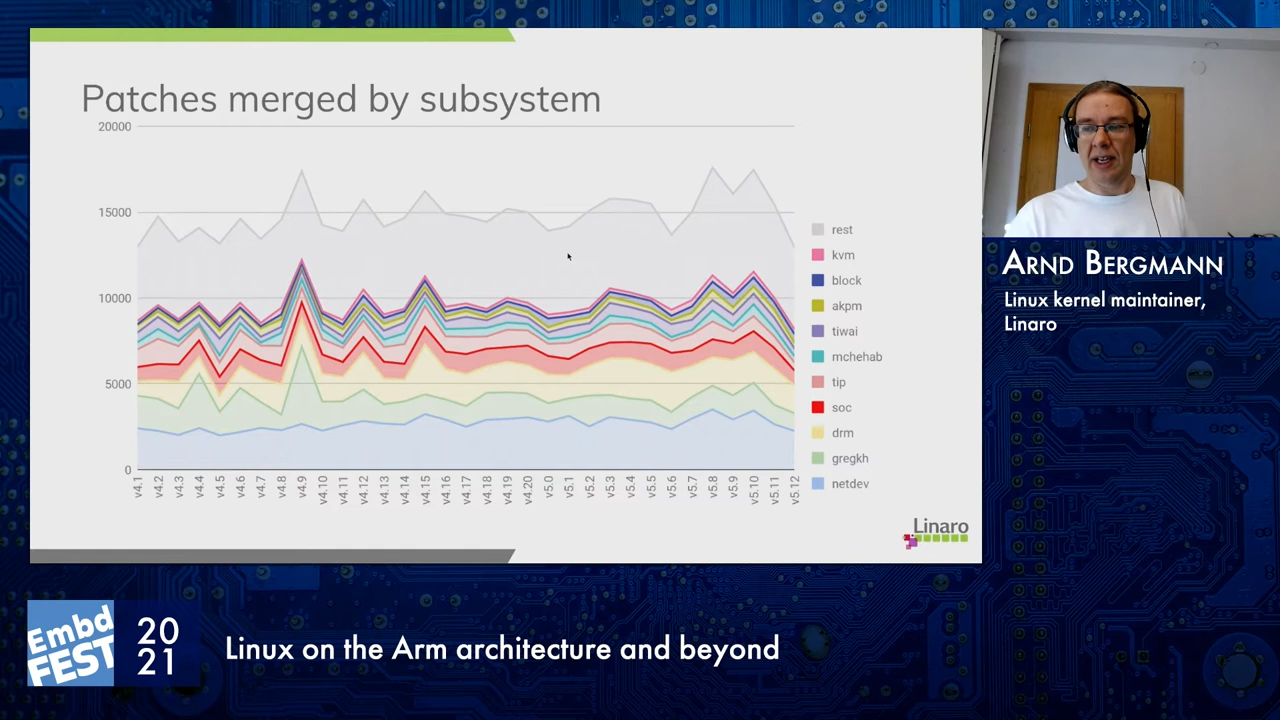 Patches merged by subsystem
20000
15000
10000
5000
0
v4.1
v4.2
v4.3
v4.4
v4.5
v4.6
v4.7
v4.8
v4.9
v4.10
v4.11
v4.12
v4.13
v4.14
v4.15
v4.16
v4.17
v4.18
v4.19
v4.20
v5.0
v5.1
v5.2
v5.3
v5.4
v5.5
v5.6
v5.7
v5.8
v5.9
v5.10
v5.11
v5.12
rest
kvm
block
akpm
tiwai
mchehab
tip
soc
drm
gregkh
netdev
Linaro
ARND BERGMANN
Linux kernel maintainer,
Linaro
Embd
FEST
20
21
Linux on the Arm architecture and beyond